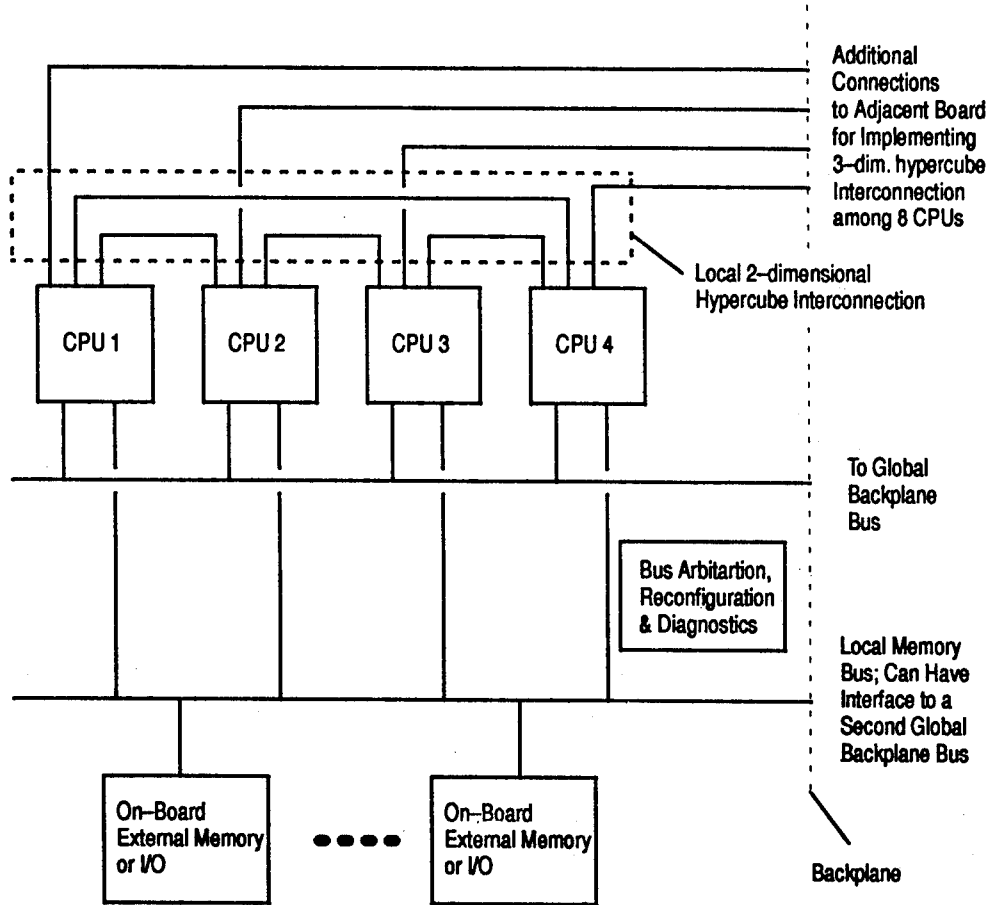 Additional
Connections
to Adjacent Board
for Implementing
3-dim. hypercube
Interconnection
among 8 CPUs
Local 2-dimensional
Hypercube Interconnection
CPU 1
CPU 2
CPU 3
CPU 4
To Global
Backplane
Bus
Bus Arbitartion,
Reconfiguration
& Diagnostics
Local Memory
Bus; Can Have
Interface to a
Second Global
Backplane Bus
On-Board
External Memory
or I/O
On-Board
External Memory
or I/O
Backplane